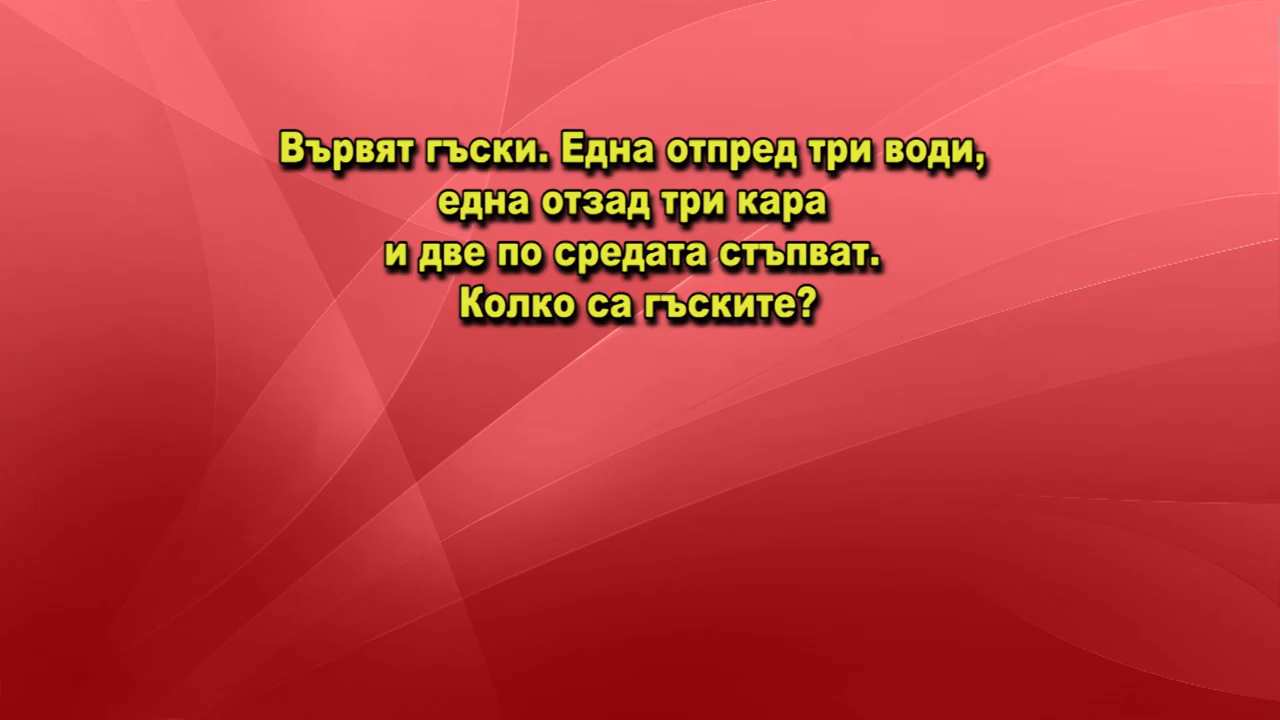 Вървят гъски. Една отпред три води,
една отзад три кара
и две по средата стъпват.
Колко са гъските?